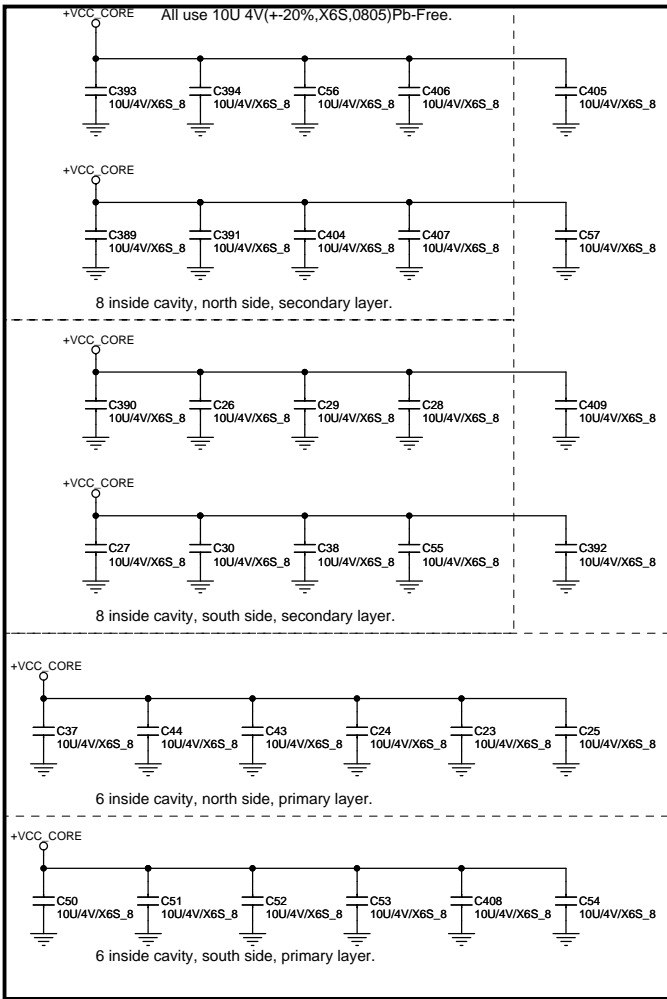 All use 10U 4V(+-20%,X6S,0805)Pb-Free.
+VCC_CORE
C393 C394 C56 C406 C405
10U/4V/X6S_8 10U/4V/X6S_8 10U/4V/X6S_8 10U/4V/X6S_8 10U/4V/X6S_8
+VCC_CORE
C389 C391 C404 C407 C57
10U/4V/X6S_8 10U/4V/X6S_8 10U/4V/X6S_8 10U/4V/X6S_8 10U/4V/X6S_8
8 inside cavity, north side, secondary layer.
+VCC_CORE
C390 C26 C29 C28 C409
10U/4V/X6S_8 10U/4V/X6S_8 10U/4V/X6S_8 10U/4V/X6S_8 10U/4V/X6S_8
+VCC_CORE
C27 C30 C38 C55 C392
10U/4V/X6S_8 10U/4V/X6S_8 10U/4V/X6S_8 10U/4V/X6S_8 10U/4V/X6S_8
8 inside cavity, south side, secondary layer.
+VCC_CORE
C37 C44 C43 C24 C23 C25
10U/4V/X6S_8 10U/4V/X6S_8 10U/4V/X6S_8 10U/4V/X6S_8 10U/4V/X6S_8 10U/4V/X6S_8
6 inside cavity, north side, primary layer.
+VCC_CORE
C50 C51 C52 C53 C408 C54
10U/4V/X6S_8 10U/4V/X6S_8 10U/4V/X6S_8 10U/4V/X6S_8 10U/4V/X6S_8 10U/4V/X6S_8
6 inside cavity, south side, primary layer.